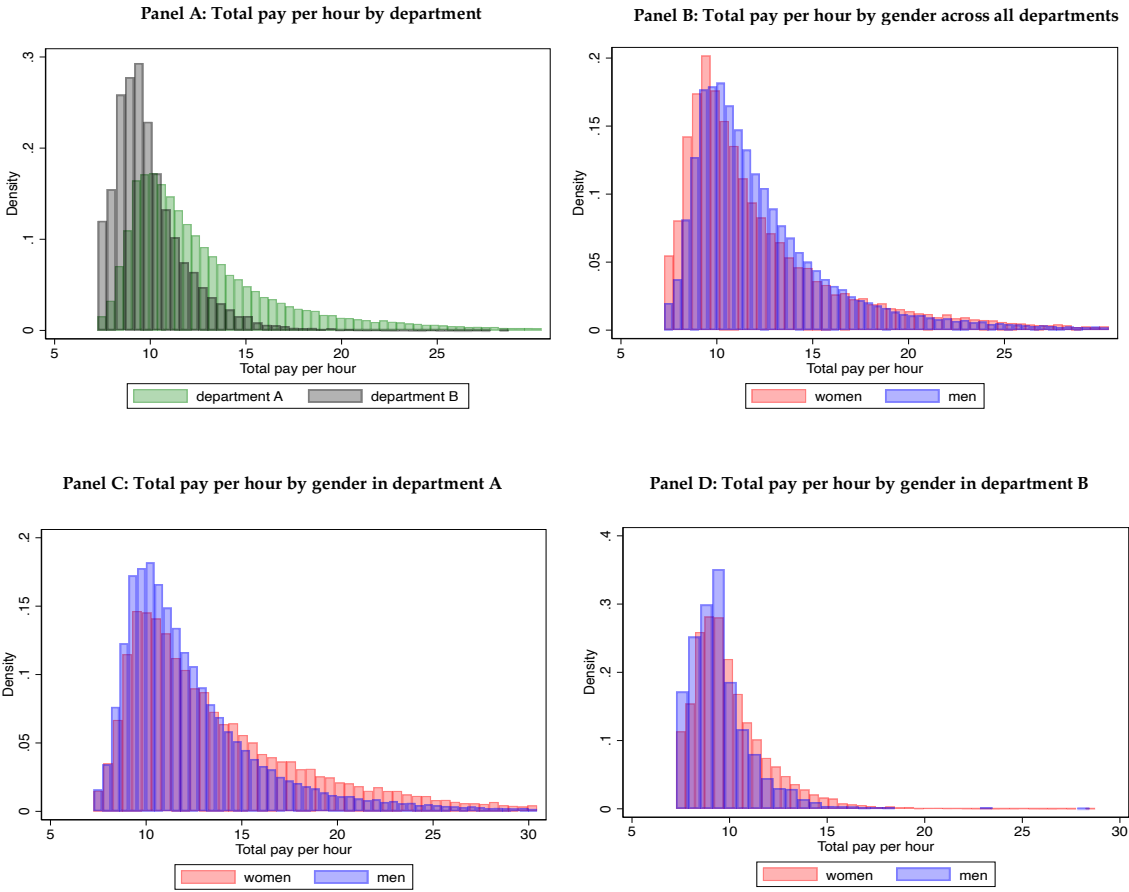 Panel A: Total pay per hour by department
.3
.2
.1
0
Density
5 10 15 20 25
Total pay per hour
department A department B
Panel B: Total pay per hour by gender across all departments
.2
.15
.1
.05
0
Density
5 10 15 20 25
Total pay per hour
women men
Panel C: Total pay per hour by gender in department A
.2
.15
.1
.05
0
Density
5 10 15 20 25 30
Total pay per hour
women men
Panel D: Total pay per hour by gender in department B
.4
.3
.2
.1
0
Density
5 10 15 20 25 30
Total pay per hour
women men